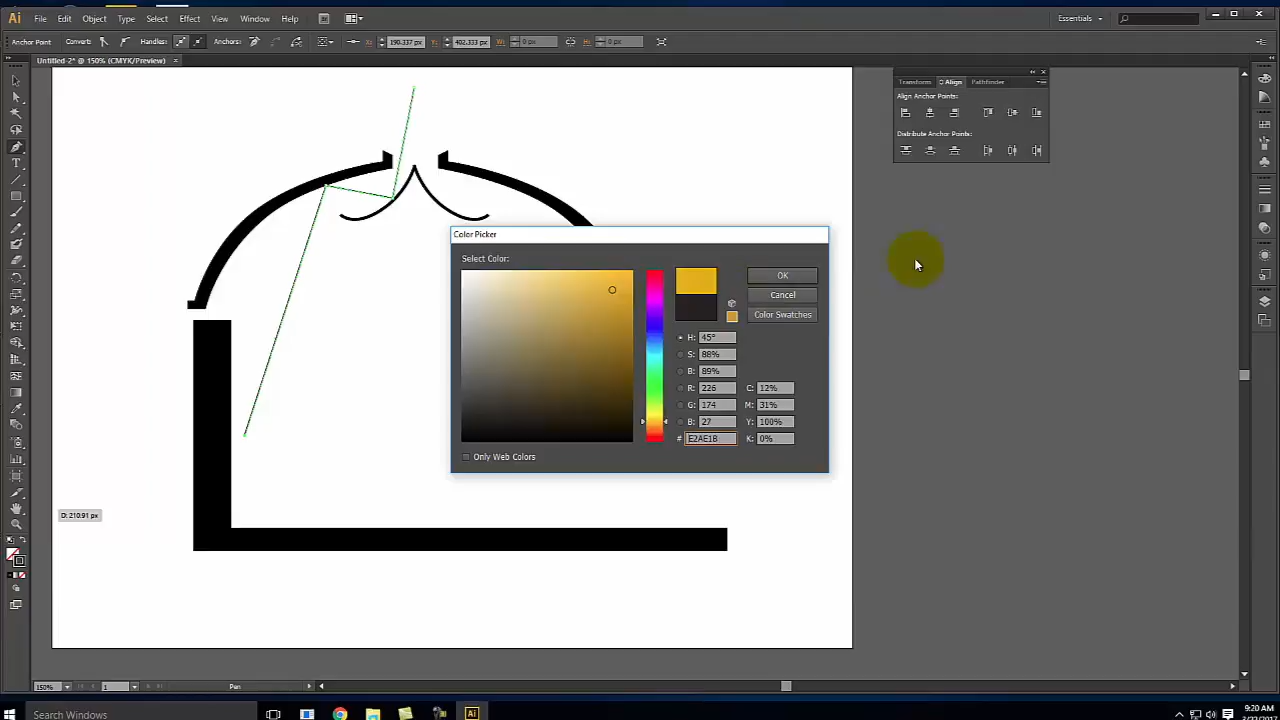 Ai File Edit Object Type Select Effect View Window Help Essentials
Anchor Point Convert: Handles: Anchors: X: 190.337 px Y: 402.333 px W: 0 px H: 0 px
Untitled-2* @ 150% (CMYK/Preview) ×
Transform Align Pathfinder
Align Anchor Points:
Distribute Anchor Points:
Color Picker
Select Color:
OK
Cancel
Color Swatches
H: 45°
S: 88%
B: 89%
R: 226 C: 12%
G: 174 M: 31%
B: 27 Y: 100%
# E2AE1B K: 0%
Only Web Colors
D: 210.91 px
150% 1 Pen
Search Windows Ai 9:20 AM